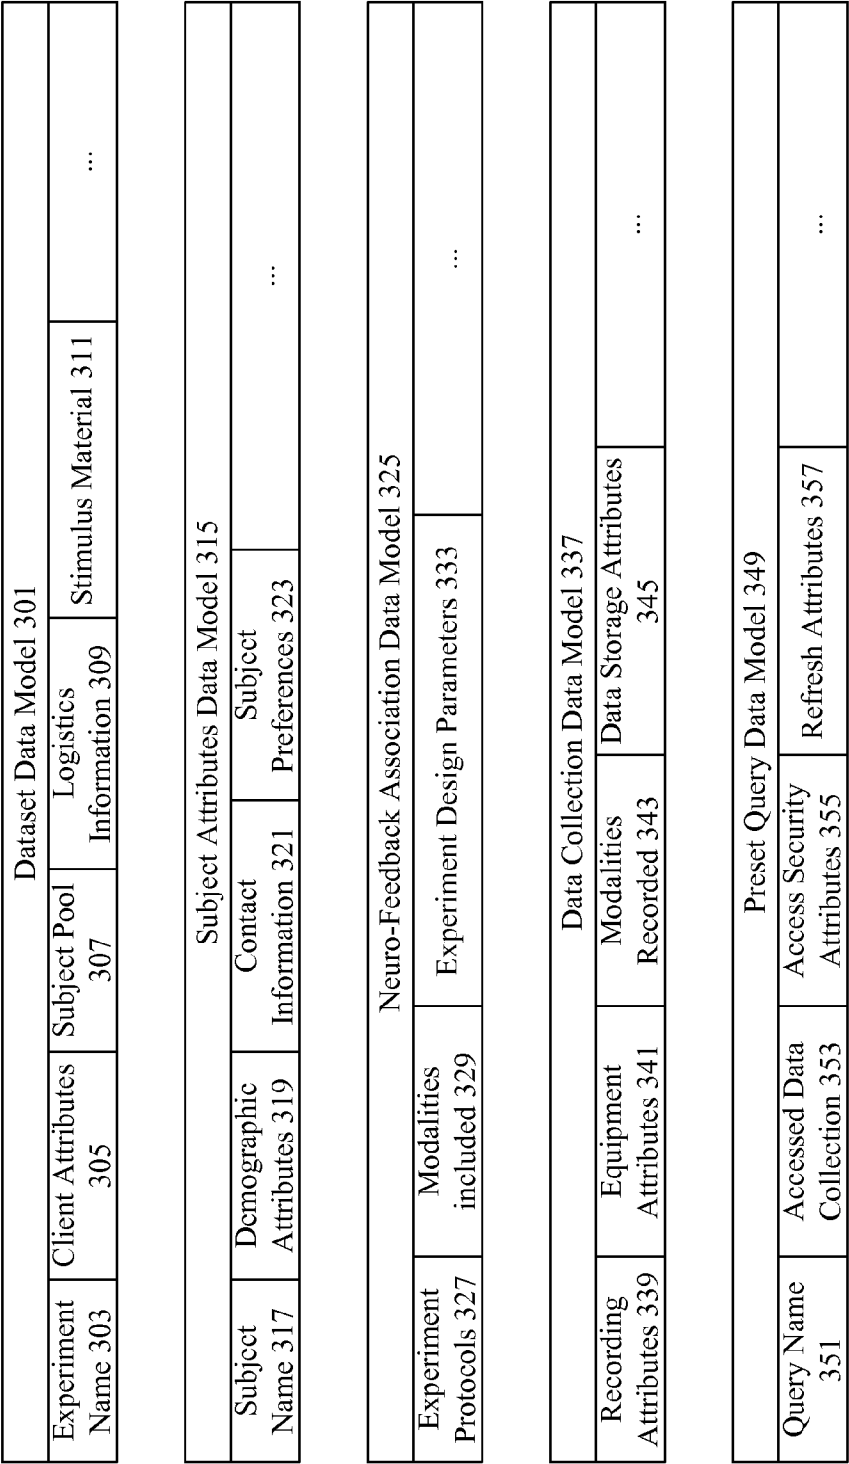 Dataset Data Model 301
Experiment
Name 303
Client Attributes
305
Subject Pool
307
Logistics
Information 309
Stimulus Material 311
...
Subject Attributes Data Model 315
Subject
Name 317
Demographic
Attributes 319
Contact
Information 321
Subject
Preferences 323
...
Neuro-Feedback Association Data Model 325
Experiment
Protocols 327
Modalities
included 329
Experiment Design Parameters 333
...
Data Collection Data Model 337
Recording
Attributes 339
Equipment
Attributes 341
Modalities
Recorded 343
Data Storage Attributes
345
...
Preset Query Data Model 349
Query Name
351
Accessed Data
Collection 353
Access Security
Attributes 355
Refresh Attributes 357
...